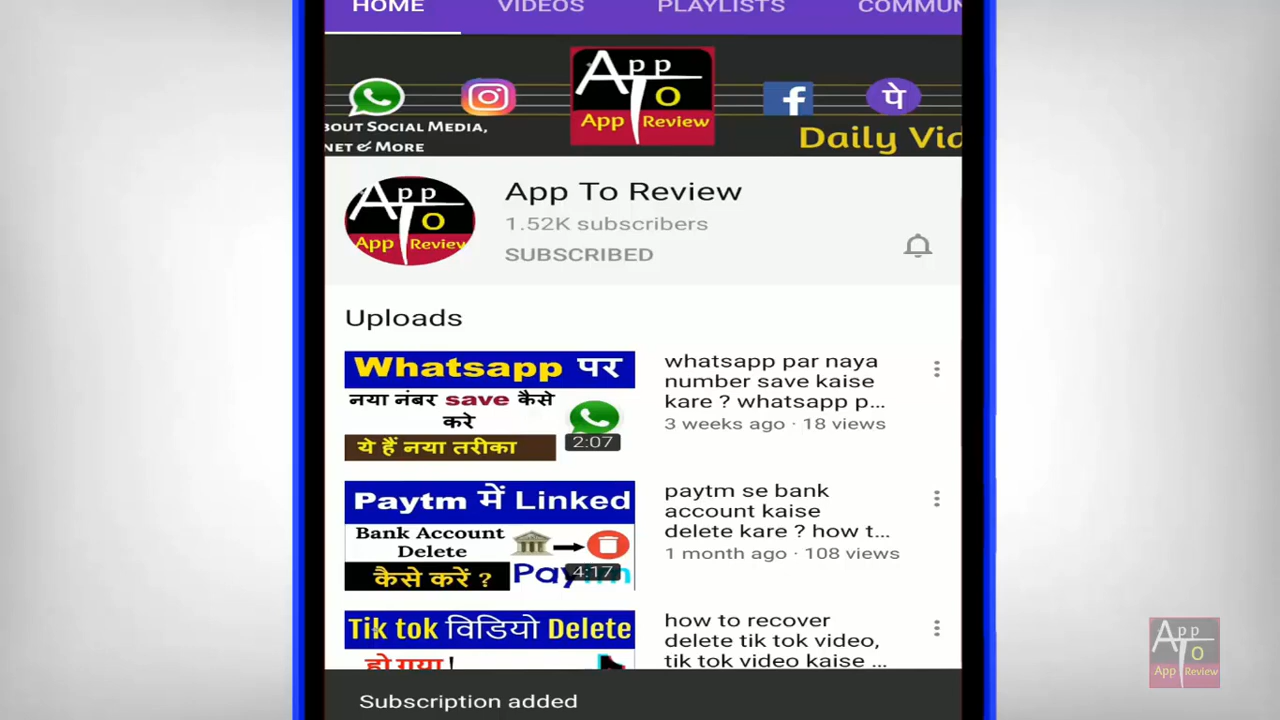 HOME VIDEOS PLAYLISTS COMMUN
App
TO
App Review
BOUT SOCIAL MEDIA,
NET & MORE
पे
Daily Vid
App
TO
App Review
App To Review
1.52K subscribers
SUBSCRIBED
Uploads
Whatsapp पर
नया नंबर save कैसे
करे
ये हैं नया तरीका
2:07
whatsapp par naya
number save kaise
kare ? whatsapp p...
3 weeks ago · 18 views
Paytm में Linked
Bank Account
Delete
कैसे करें ?
Paytm
4:17
paytm se bank
account kaise
delete kare ? how t...
1 month ago · 108 views
Tik tok विडियो Delete
हो गया!
how to recover
delete tik tok video,
tik tok video kaise ...
Subscription added
App
TO
App Review